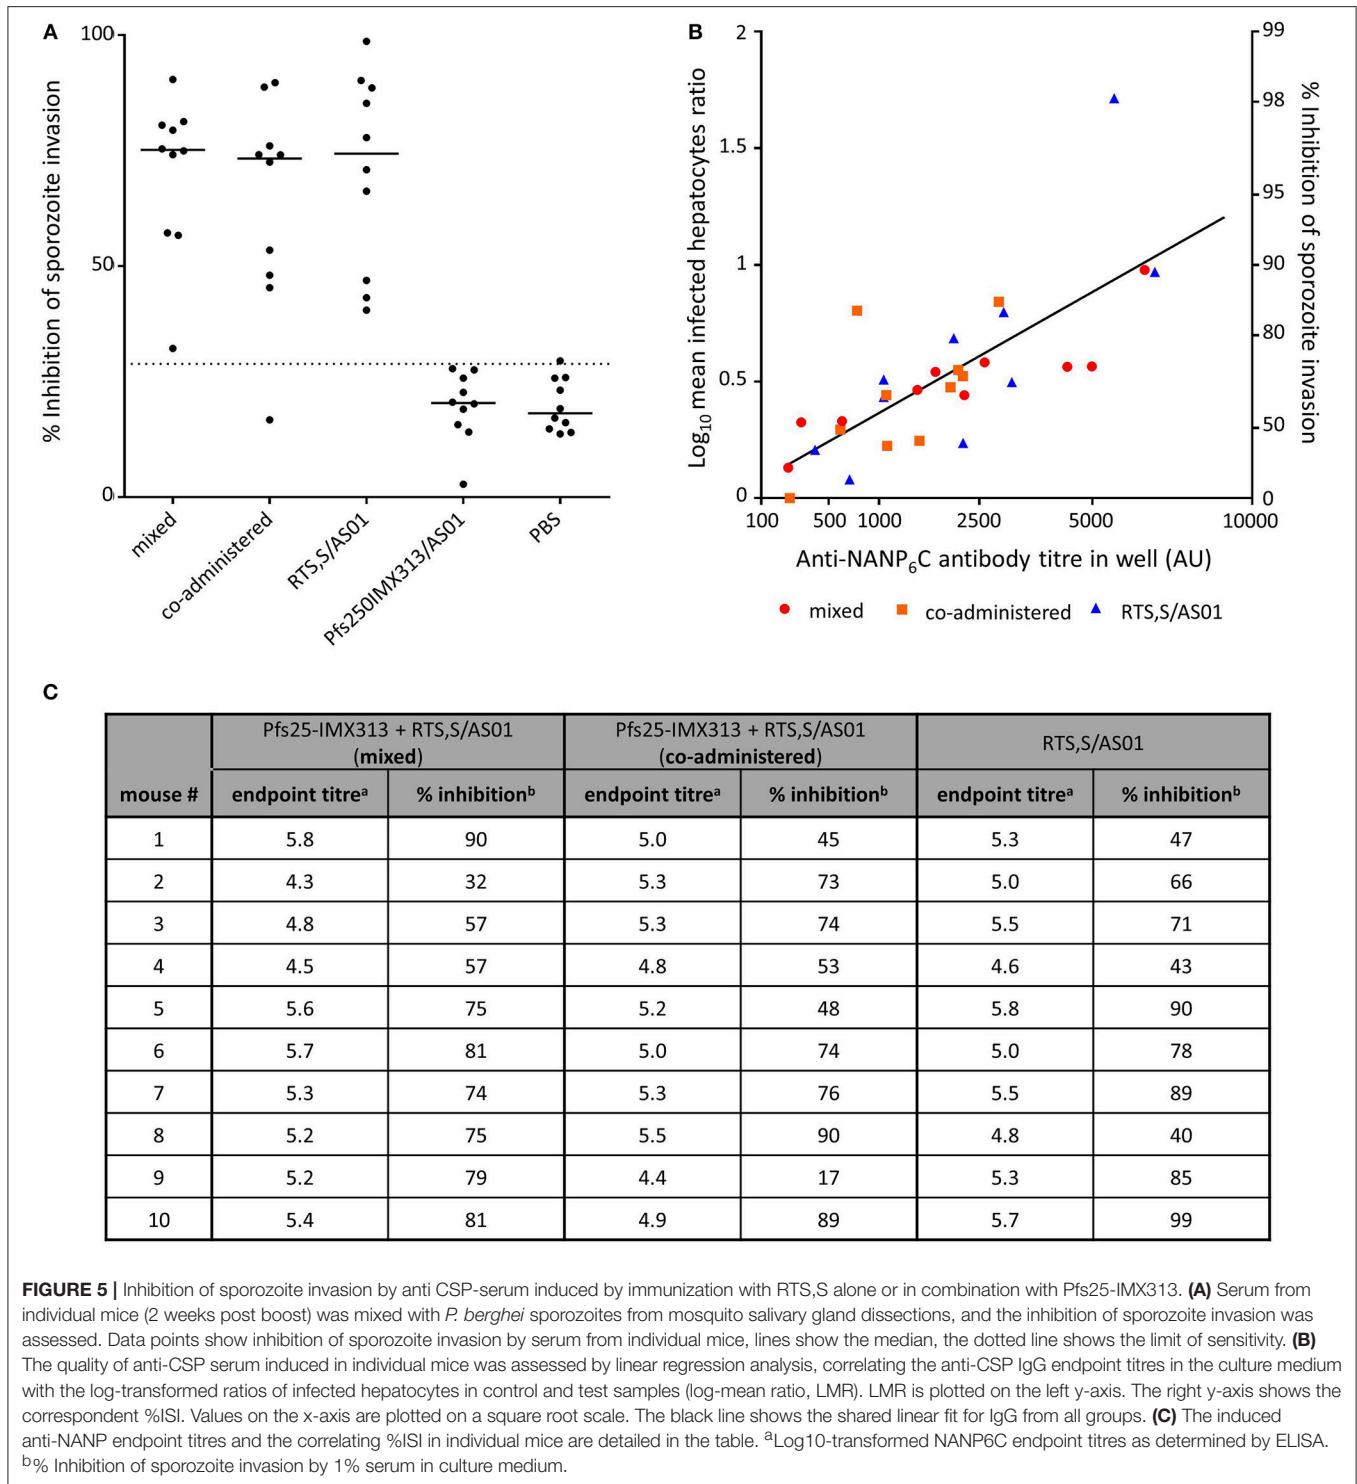 A
% Inhibition of sporozoite invasion
100
50
0
mixed
co-administered
RTS,S/AS01
Pfs250IMX313/AS01
PBS
B
Log10 mean infected hepatocytes ratio
2
1.5
1
0.5
0
99
98
95
90
80
50
0
% Inhibition of sporozoite invasion
100 500 1000 2500 5000 10000
Anti-NANP6C antibody titre in well (AU)
mixed co-administered RTS,S/AS01
C
Pfs25-IMX313 + RTS,S/AS01 Pfs25-IMX313 + RTS,S/AS01 RTS,S/AS01
(mixed) (co-administered)
mouse # endpoint titreª % inhibitionᵇ endpoint titreª % inhibitionᵇ endpoint titreª % inhibitionᵇ
1 5.8 90 5.0 45 5.3 47
2 4.3 32 5.3 73 5.0 66
3 4.8 57 5.3 74 5.5 71
4 4.5 57 4.8 53 4.6 43
5 5.6 75 5.2 48 5.8 90
6 5.7 81 5.0 74 5.0 78
7 5.3 74 5.3 76 5.5 89
8 5.2 75 5.5 90 4.8 40
9 5.2 79 4.4 17 5.3 85
10 5.4 81 4.9 89 5.7 99
FIGURE 5 | Inhibition of sporozoite invasion by anti CSP-serum induced by immunization with RTS,S alone or in combination with Pfs25-IMX313. (A) Serum from
individual mice (2 weeks post boost) was mixed with P. berghei sporozoites from mosquito salivary gland dissections, and the inhibition of sporozoite invasion was
assessed. Data points show inhibition of sporozoite invasion by serum from individual mice, lines show the median, the dotted line shows the limit of sensitivity. (B)
The quality of anti-CSP serum induced in individual mice was assessed by linear regression analysis, correlating the anti-CSP IgG endpoint titres in the culture medium
with the log-transformed ratios of infected hepatocytes in control and test samples (log-mean ratio, LMR). LMR is plotted on the left y-axis. The right y-axis shows the
correspondent %ISI. Values on the x-axis are plotted on a square root scale. The black line shows the shared linear fit for IgG from all groups. (C) The induced
anti-NANP endpoint titres and the correlating %ISI in individual mice are detailed in the table. ªLog10-transformed NANP6C endpoint titres as determined by ELISA.
ᵇ% Inhibition of sporozoite invasion by 1% serum in culture medium.